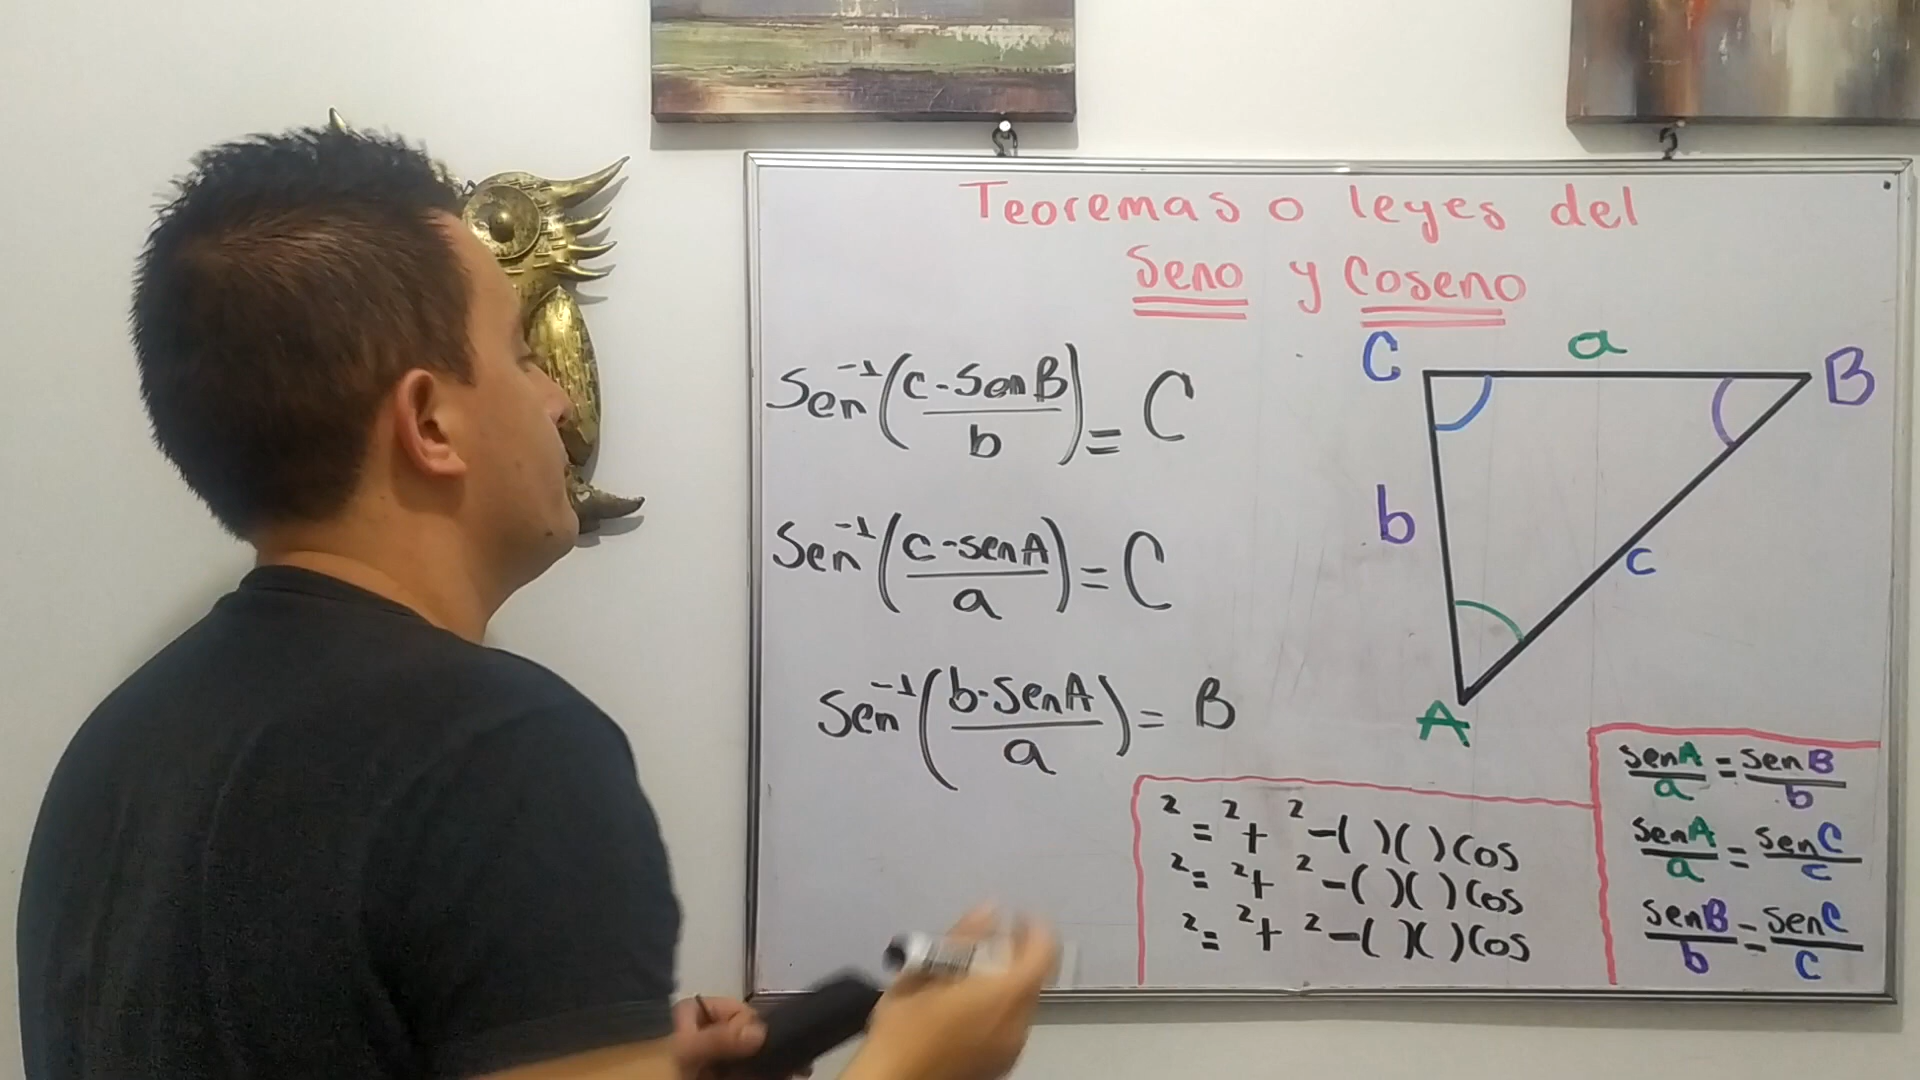 Teoremas o leyes del
Seno y Coseno
Sen⁻¹(c·SenB/b) = C
Sen⁻¹(c·senA/a) = C
Sen⁻¹(b·SenA/a) = B
C a B
b c
A
² = ² + ² -( )( )Cos
² = ² + ² -( )( )Cos
² = ² + ² -( )( )Cos
senA/a = senB/b
senA/a = senC/c
senB/b = senC/c